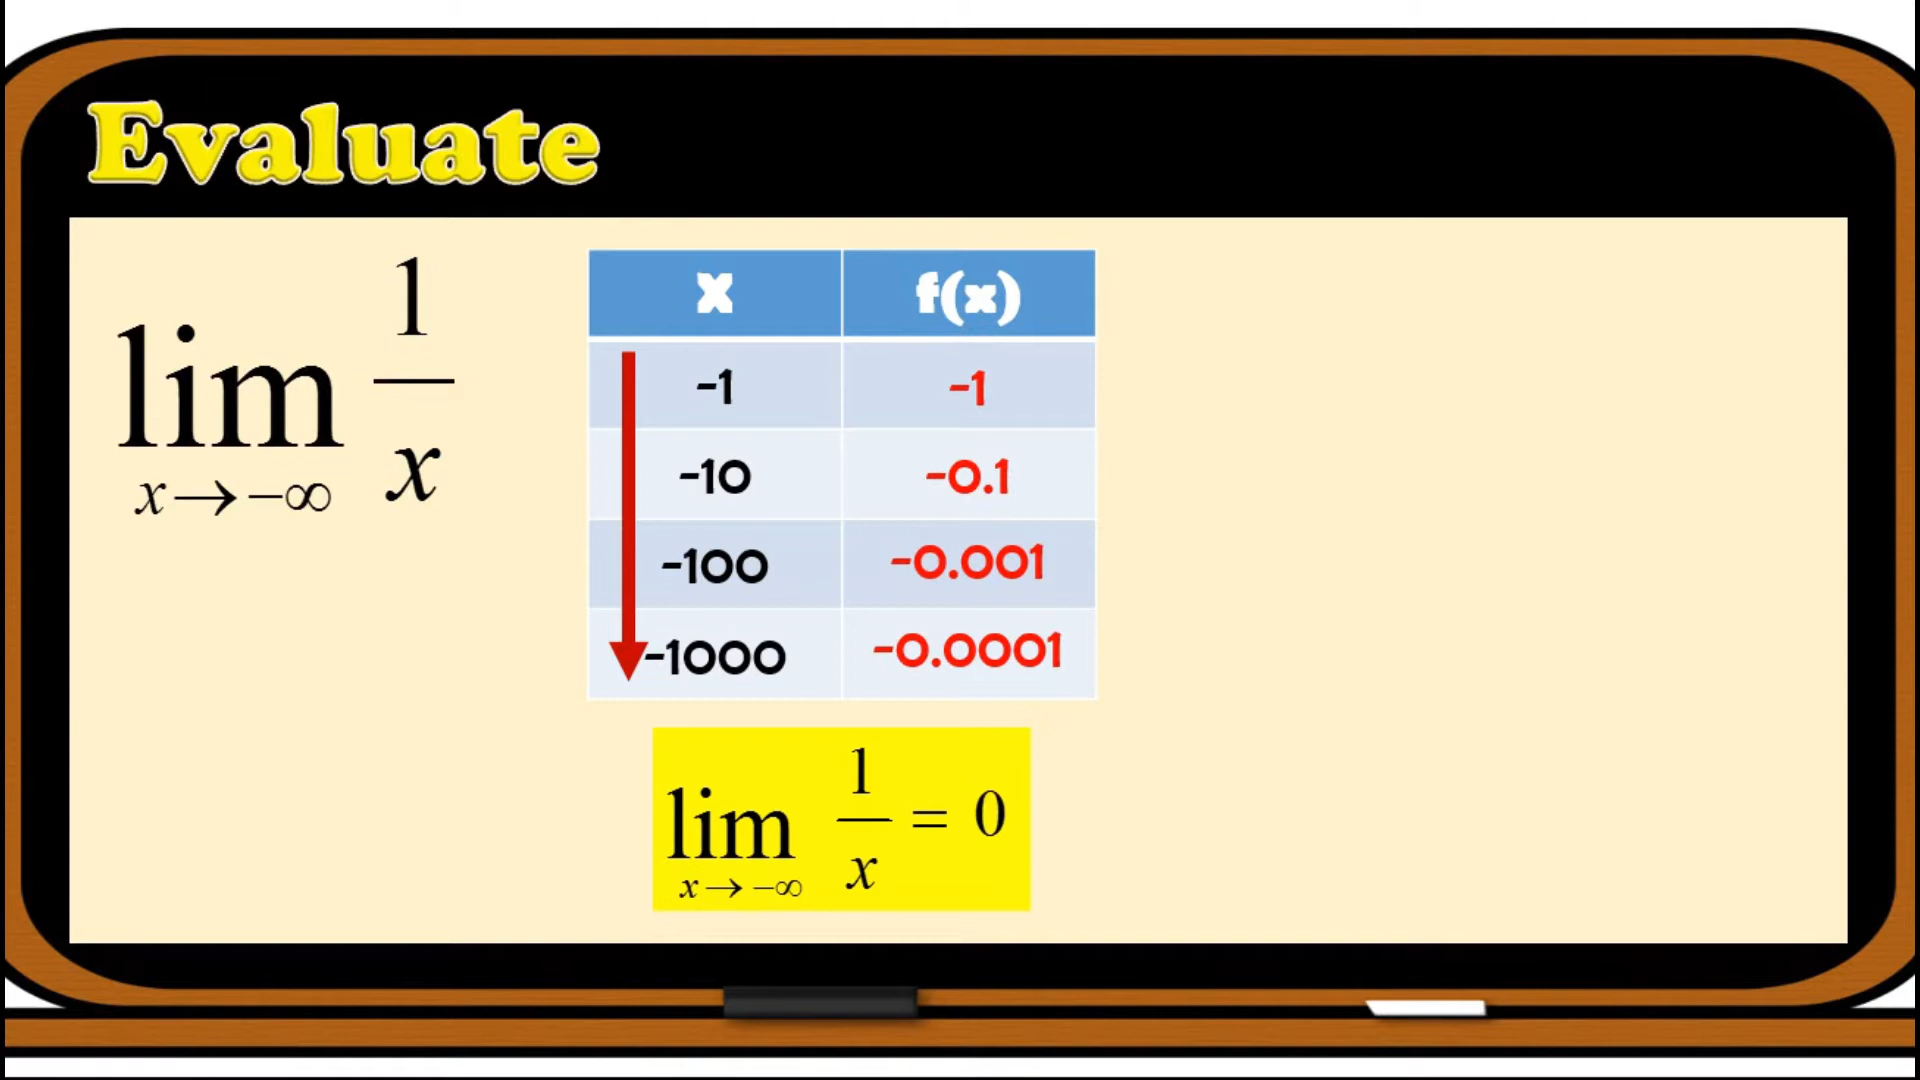 Evaluate
lim x→−∞ 1/x
X f(x)
-1 -1
-10 -0.1
-100 -0.001
-1000 -0.0001
lim x→−∞ 1/x = 0